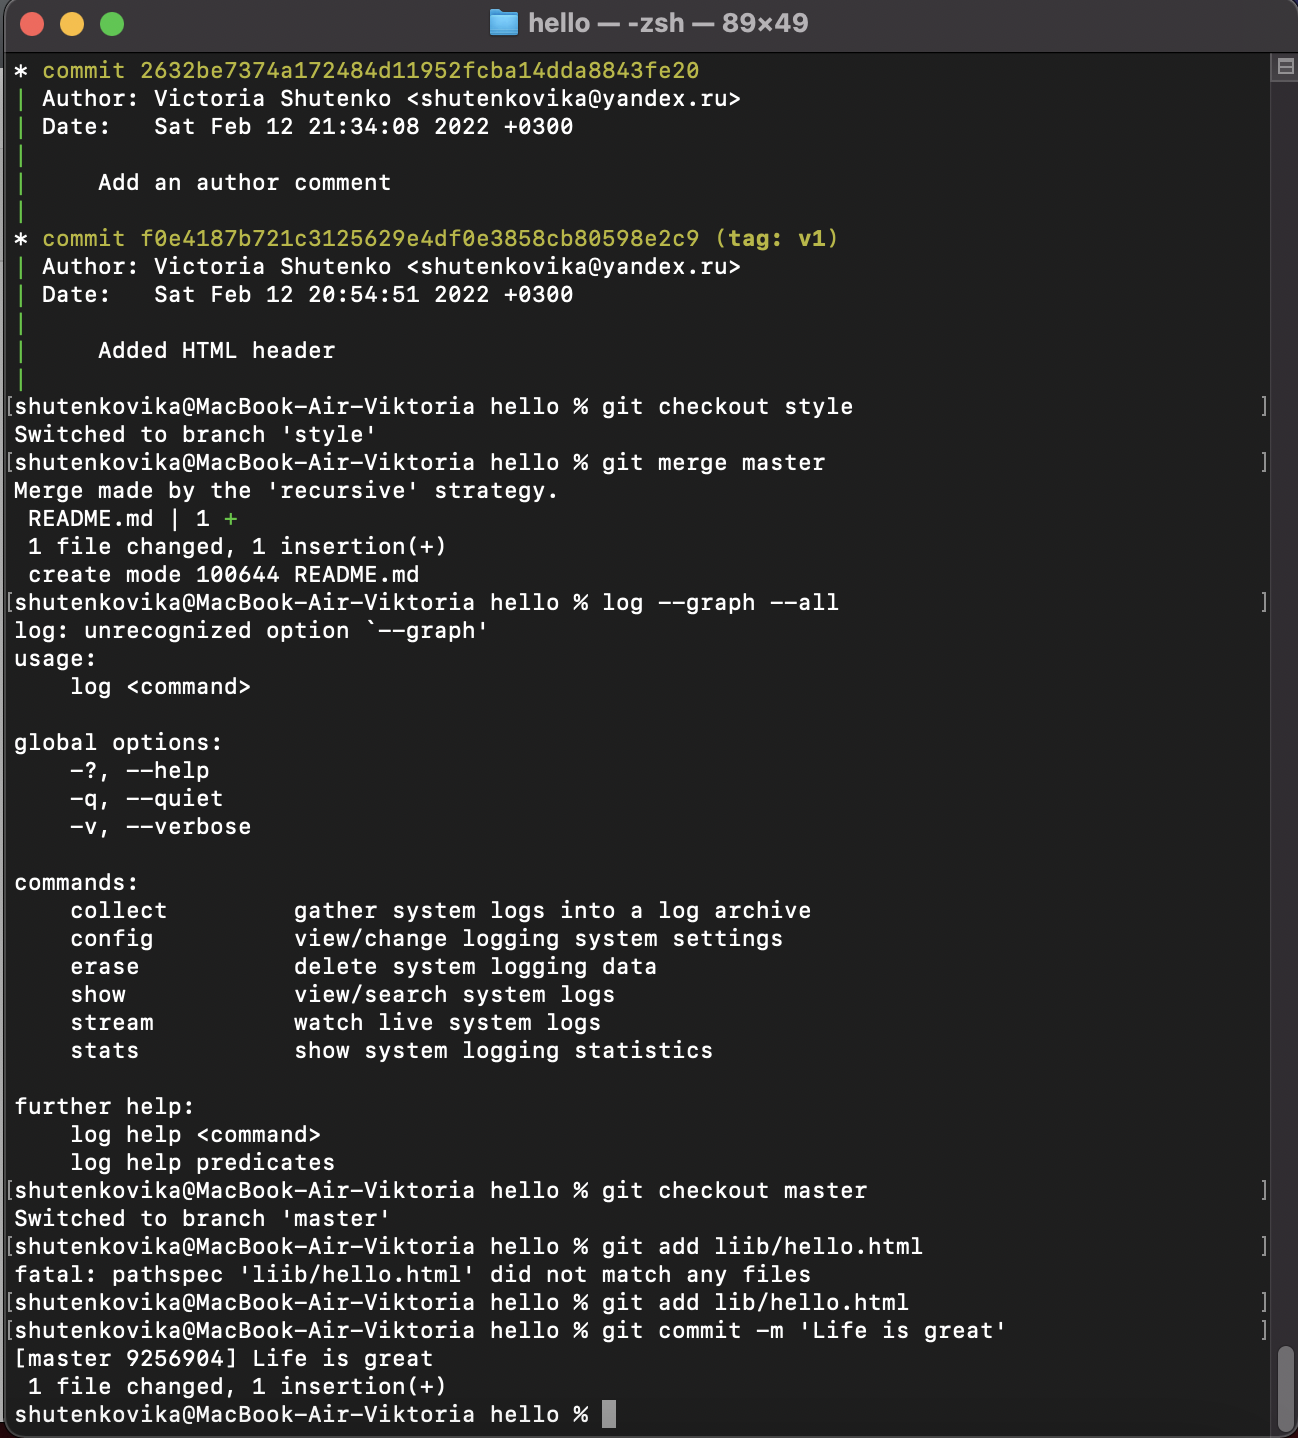 hello — -zsh — 89×49
* commit 2632be7374a172484d11952fcba14dda8843fe20
| Author: Victoria Shutenko <shutenkovika@yandex.ru>
| Date:   Sat Feb 12 21:34:08 2022 +0300
|
|     Add an author comment
|
* commit f0e4187b721c3125629e4df0e3858cb80598e2c9 (tag: v1)
| Author: Victoria Shutenko <shutenkovika@yandex.ru>
| Date:   Sat Feb 12 20:54:51 2022 +0300
|
|     Added HTML header
|
[shutenkovika@MacBook-Air-Viktoria hello % git checkout style ]
Switched to branch 'style'
[shutenkovika@MacBook-Air-Viktoria hello % git merge master ]
Merge made by the 'recursive' strategy.
 README.md | 1 +
 1 file changed, 1 insertion(+)
 create mode 100644 README.md
[shutenkovika@MacBook-Air-Viktoria hello % log --graph --all ]
log: unrecognized option `--graph'
usage:
    log <command>

global options:
    -?, --help
    -q, --quiet
    -v, --verbose

commands:
    collect         gather system logs into a log archive
    config          view/change logging system settings
    erase           delete system logging data
    show            view/search system logs
    stream          watch live system logs
    stats           show system logging statistics

further help:
    log help <command>
    log help predicates
[shutenkovika@MacBook-Air-Viktoria hello % git checkout master ]
Switched to branch 'master'
[shutenkovika@MacBook-Air-Viktoria hello % git add liib/hello.html ]
fatal: pathspec 'liib/hello.html' did not match any files
[shutenkovika@MacBook-Air-Viktoria hello % git add lib/hello.html ]
[shutenkovika@MacBook-Air-Viktoria hello % git commit -m 'Life is great' ]
[master 9256904] Life is great
 1 file changed, 1 insertion(+)
shutenkovika@MacBook-Air-Viktoria hello %